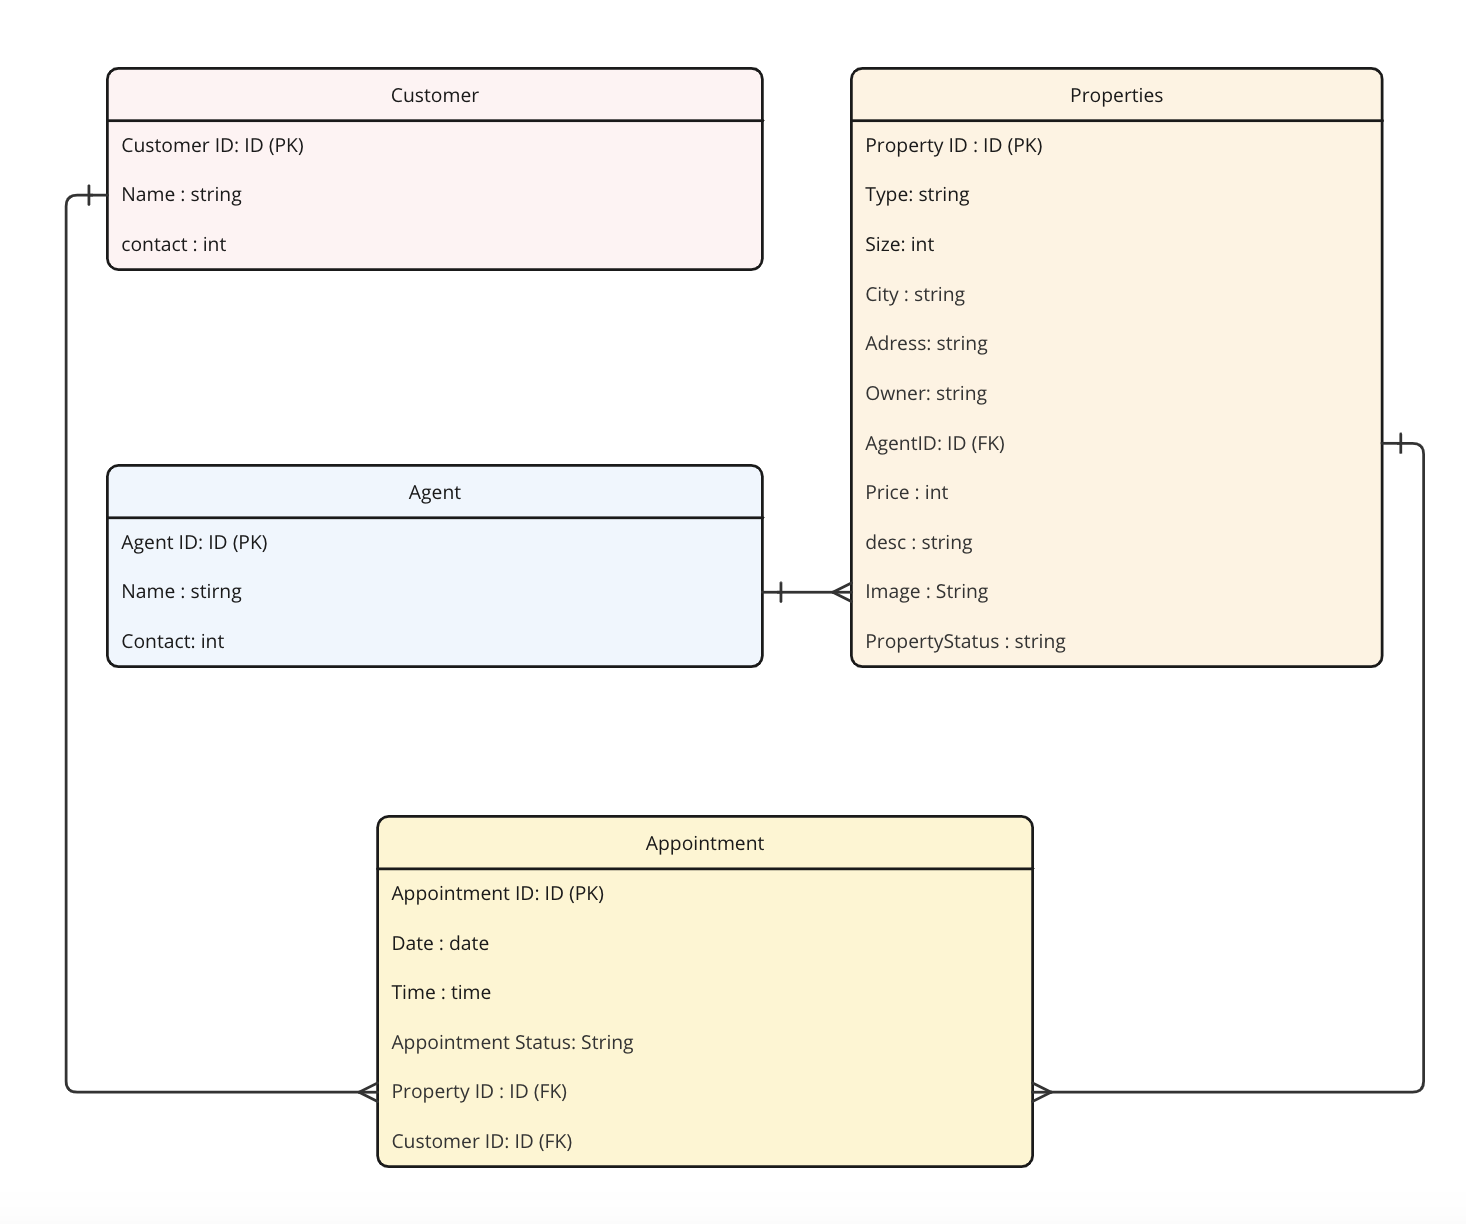 Customer
Customer ID: ID (PK)
Name : string
contact : int
Properties
Property ID : ID (PK)
Type: string
Size: int
City : string
Adress: string
Owner: string
AgentID: ID (FK)
Price : int
desc : string
Image : String
PropertyStatus : string
Agent
Agent ID: ID (PK)
Name : stirng
Contact: int
Appointment
Appointment ID: ID (PK)
Date : date
Time : time
Appointment Status: String
Property ID : ID (FK)
Customer ID: ID (FK)